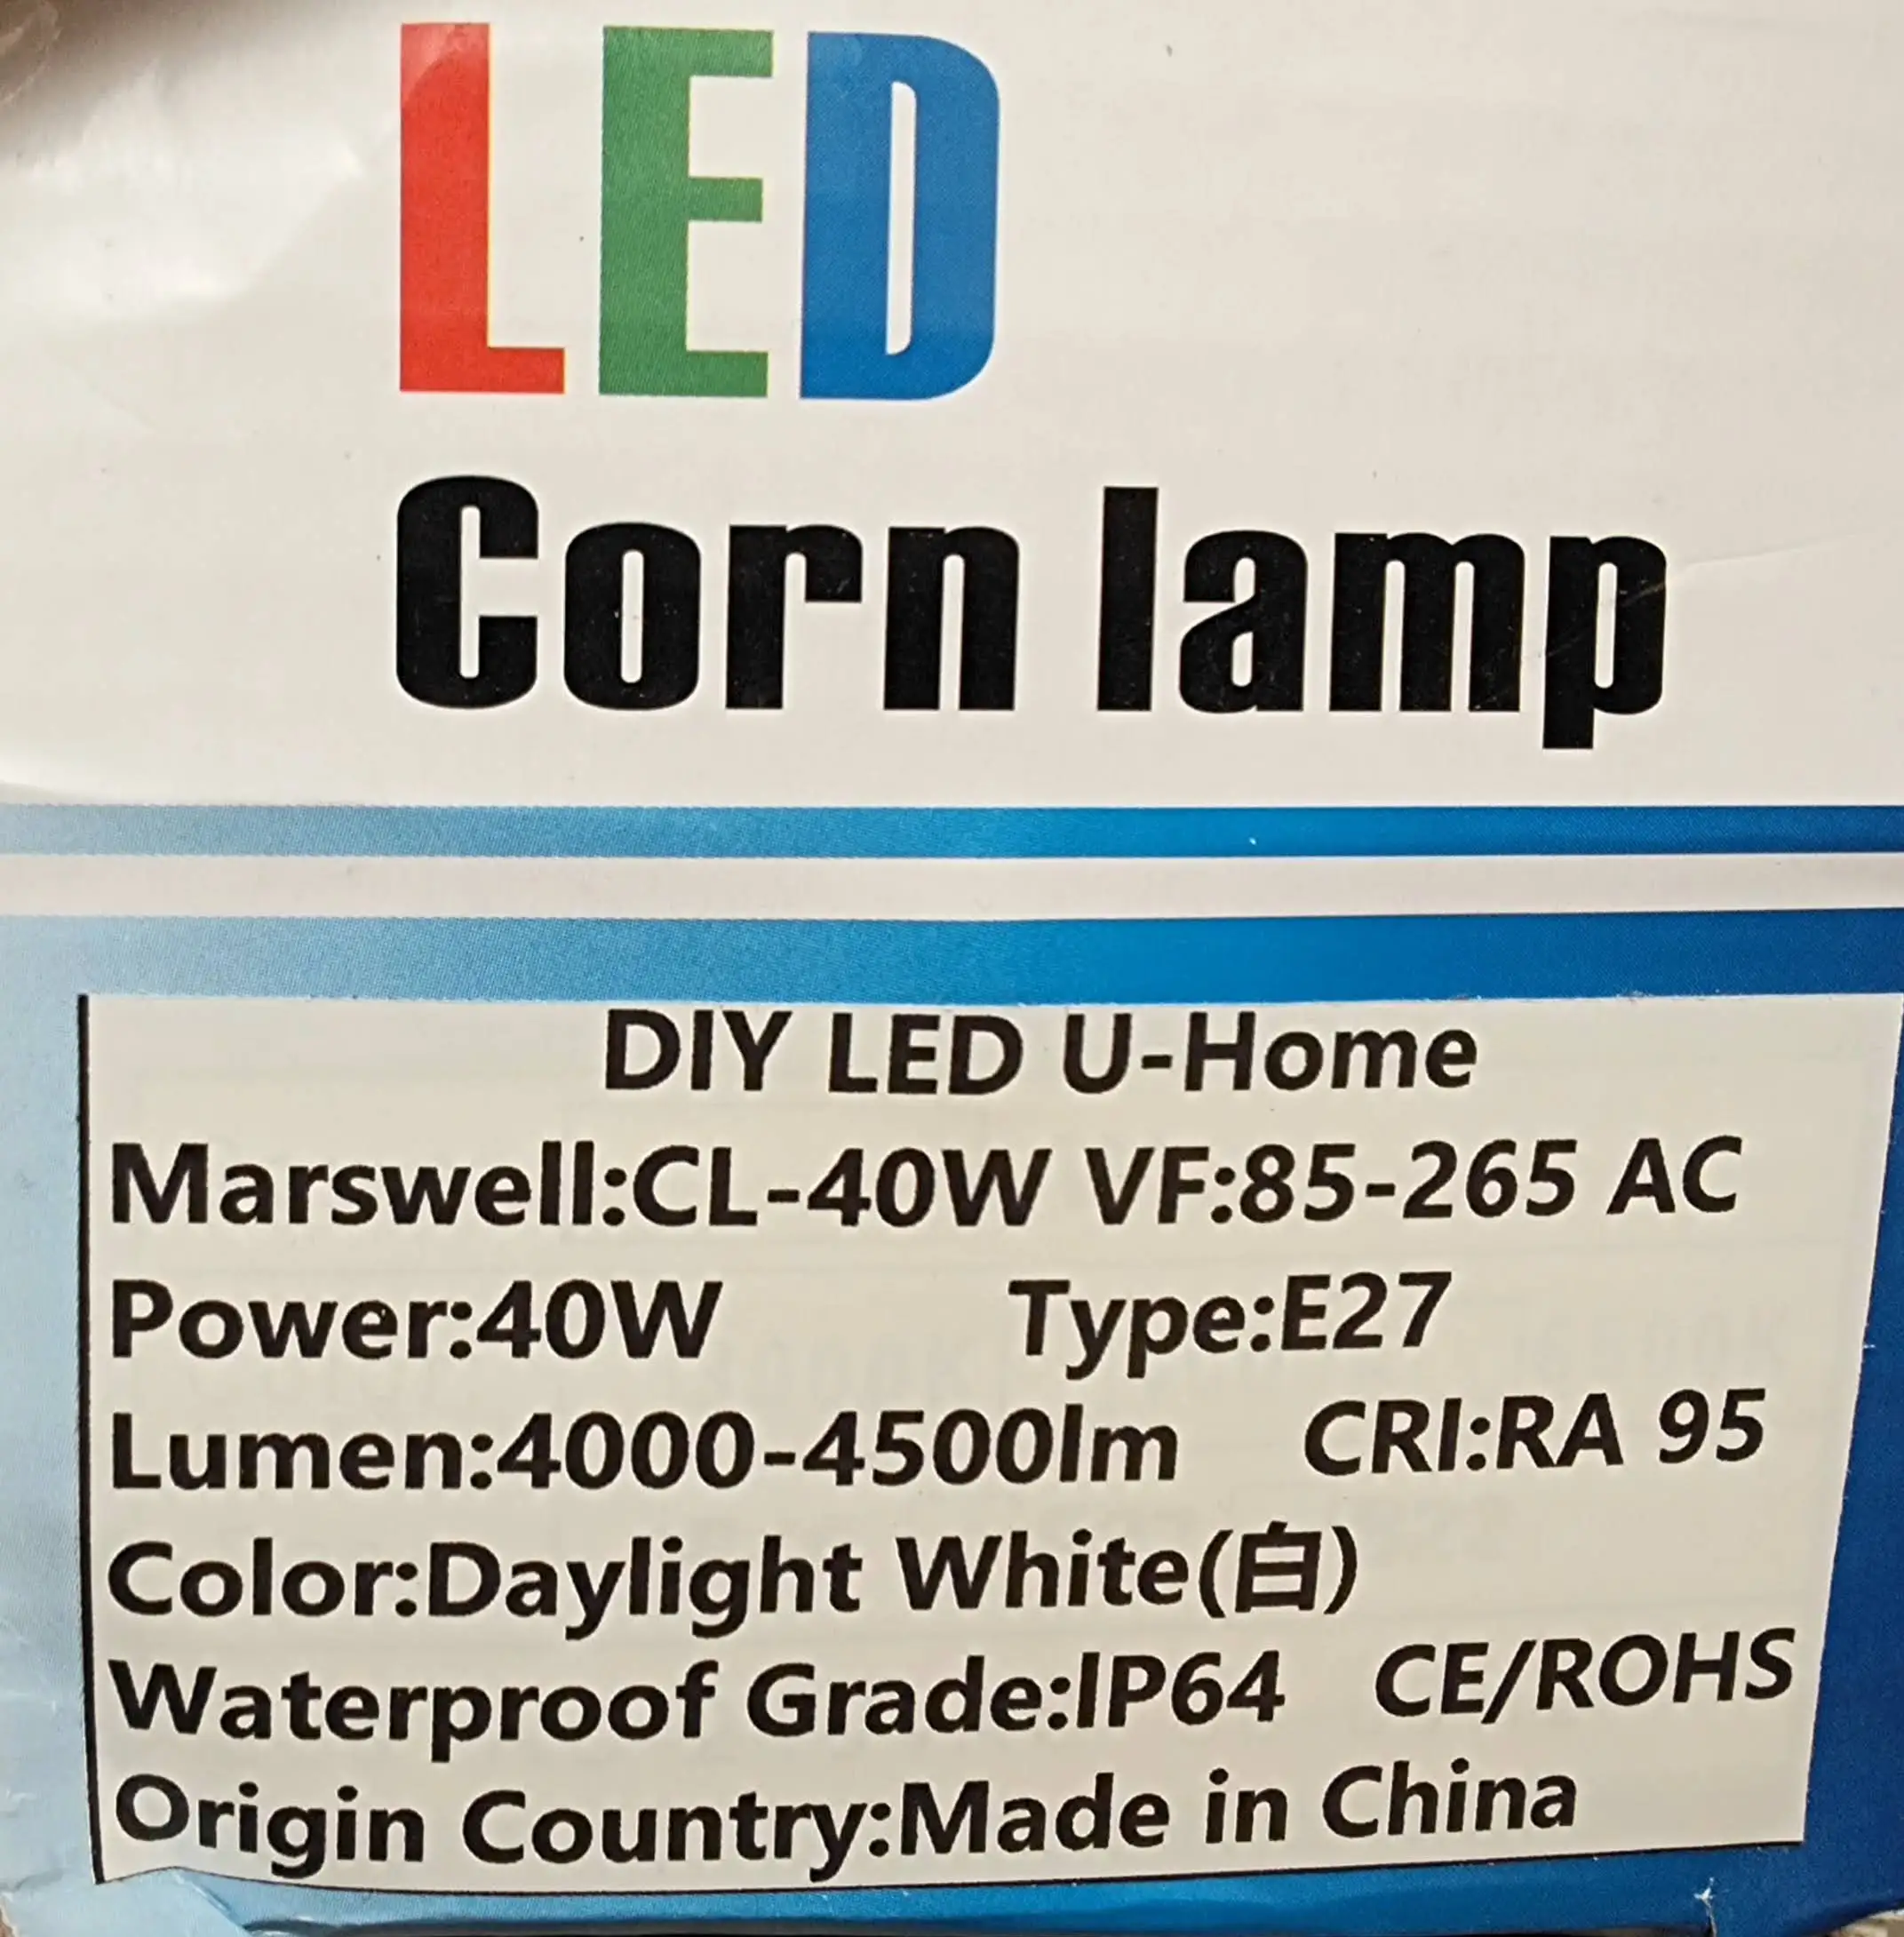 LED
Corn lamp
DIY LED U-Home
Marswell:CL-40W VF:85-265 AC
Power:40W Type:E27
Lumen:4000-4500lm CRI:RA 95
Color:Daylight White(白)
Waterproof Grade:IP64 CE/ROHS
Origin Country:Made in China